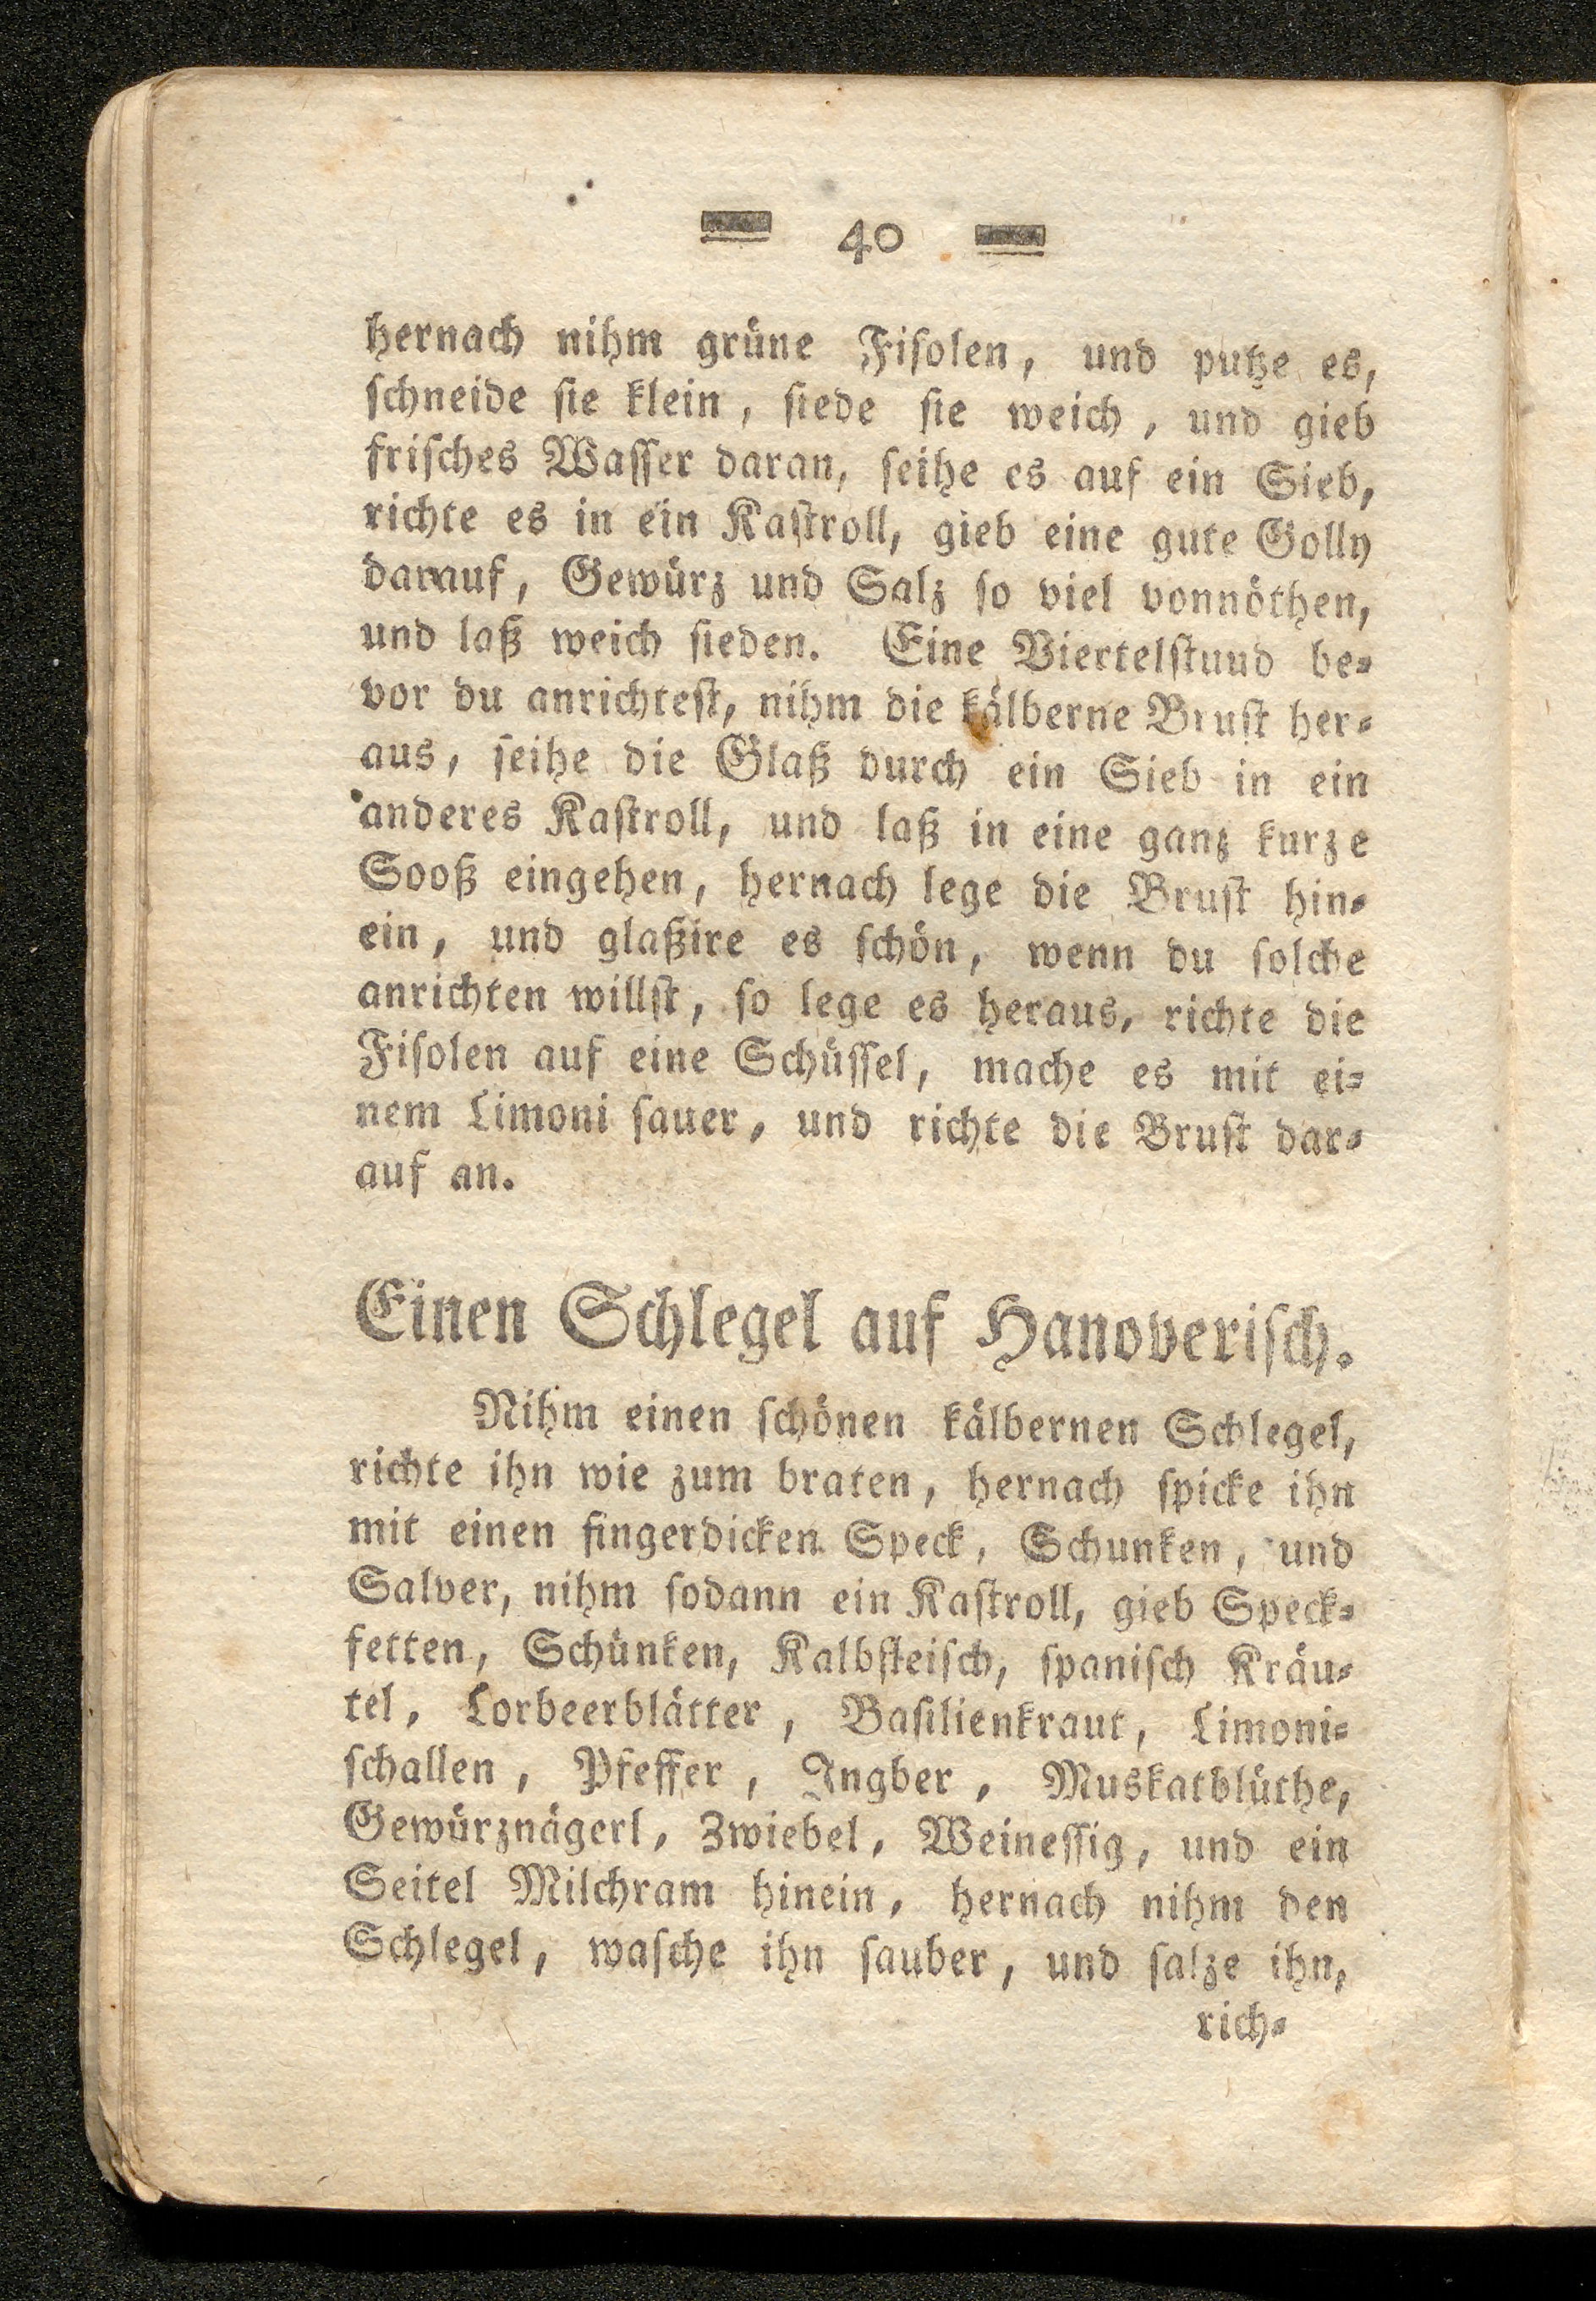 40
hernach nihm grüne Fisolen, und putze es,
schneide sie klein, siede sie weich, und gieb
frisches Wasser daran, seihe es auf ein Sieb,
richte es in ein Kastroll, gieb eine gute Golly
darauf, Gewürz und Salz so viel vonnöthen,
und laß weich sieden. Eine Viertelstuud be-
vor du anrichtest, nihm die kälberne Brust her-
aus, seihe die Glaß durch ein Sieb in ein
anderes Kastroll, und laß in eine ganz kurze
Sooß eingehen, hernach lege die Brust hin-
ein, und glaßire es schön, wenn du solche
anrichten willst, so lege es heraus, richte die
Fisolen auf eine Schüssel, mache es mit ei-
nem Limoni sauer, und richte die Brust dar-
auf an.
Einen Schlegel auf Hanoverisch.
Nihm einen schönen kälbernen Schlegel,
richte ihn wie zum braten, hernach spicke ihn
mit einen fingerdicken Speck, Schunken, und
Salver, nihm sodann ein Kastroll, gieb Speck-
fetten, Schünken, Kalbfleisch, spanisch Kräu-
tel, Lorbeerblätter, Basilienkraut, Limoni-
schallen, Pfeffer, Ingber, Muskatblüthe,
Gewürznägerl, Zwiebel, Weinessig, und ein
Seitel Milchram hinein, hernach nihm den
Schlegel, wasche ihn sauber, und salze ihn,
rich-